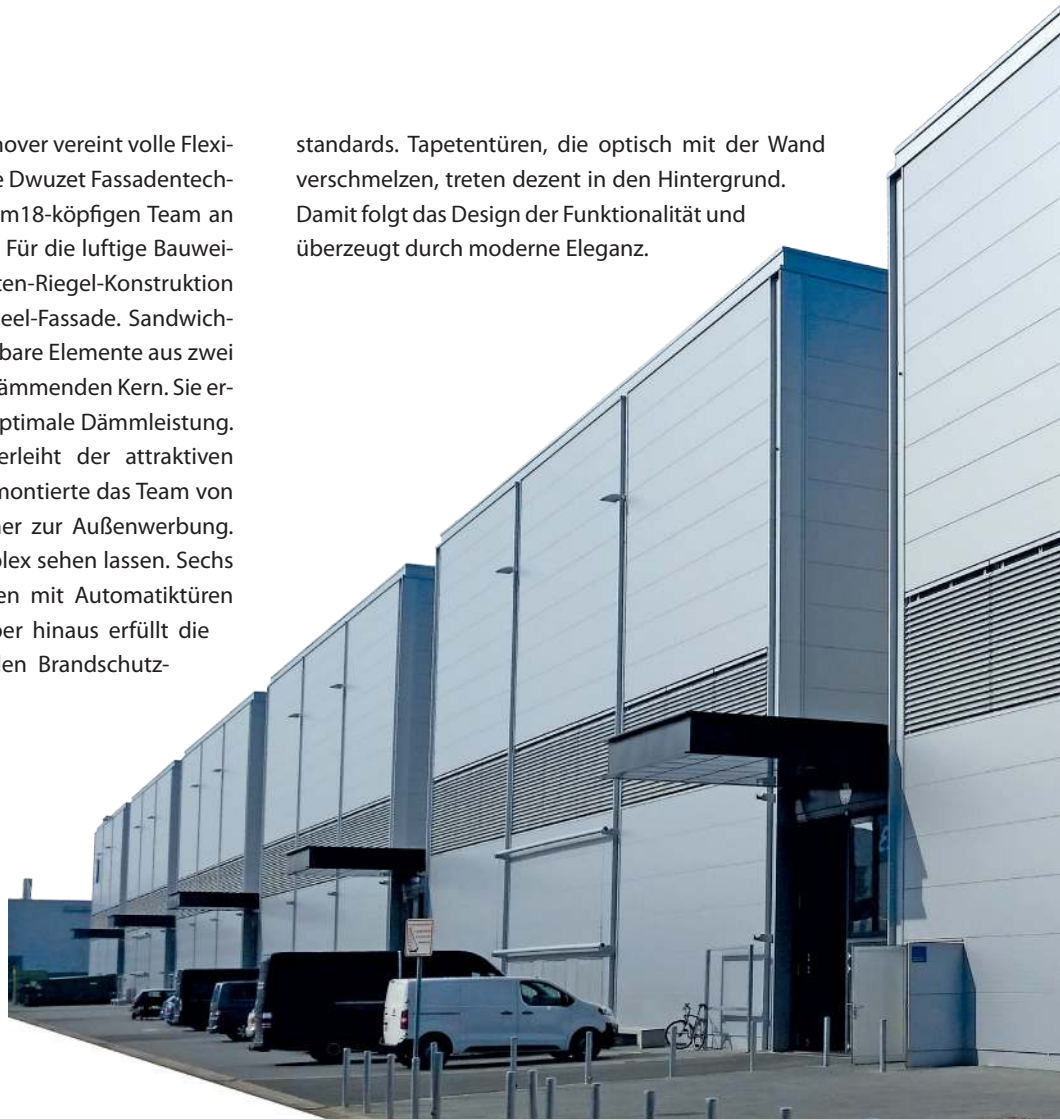 nover vereint volle Flexi-
e Dwuzet Fassadentech-
m18-köpfigen Team an
Für die luftige Bauwei-
ten-Riegel-Konstruktion
eel-Fassade. Sandwich-
bare Elemente aus zwei
ämmenden Kern. Sie er-
ptimale Dämmleistung.
erleiht der attraktiven
montierte das Team von
ner zur Außenwerbung.
plex sehen lassen. Sechs
en mit Automatiktüren
ber hinaus erfüllt die
len Brandschutz-
standards. Tapetentüren, die optisch mit der Wand
verschmelzen, treten dezent in den Hintergrund.
Damit folgt das Design der Funktionalität und
überzeugt durch moderne Eleganz.